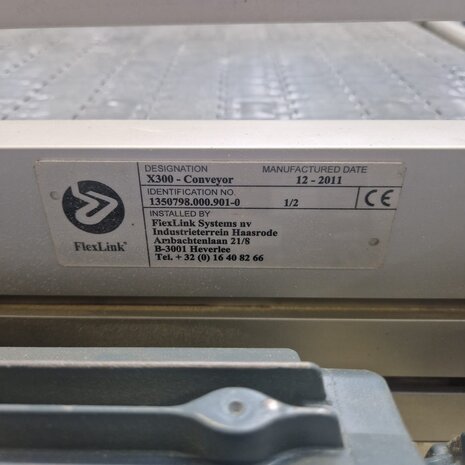 DESIGNATION MANUFACTURED DATE
X300 - Conveyor 12 - 2011
IDENTIFICATION NO.
1350798.000.901-0 1/2 CE
INSTALLED BY
FlexLink Systems nv
Industrieterrein Haasrode
Ambachtenlaan 21/8
B-3001 Heverlee
Tel. + 32 (0) 16 40 82 66
FlexLink®